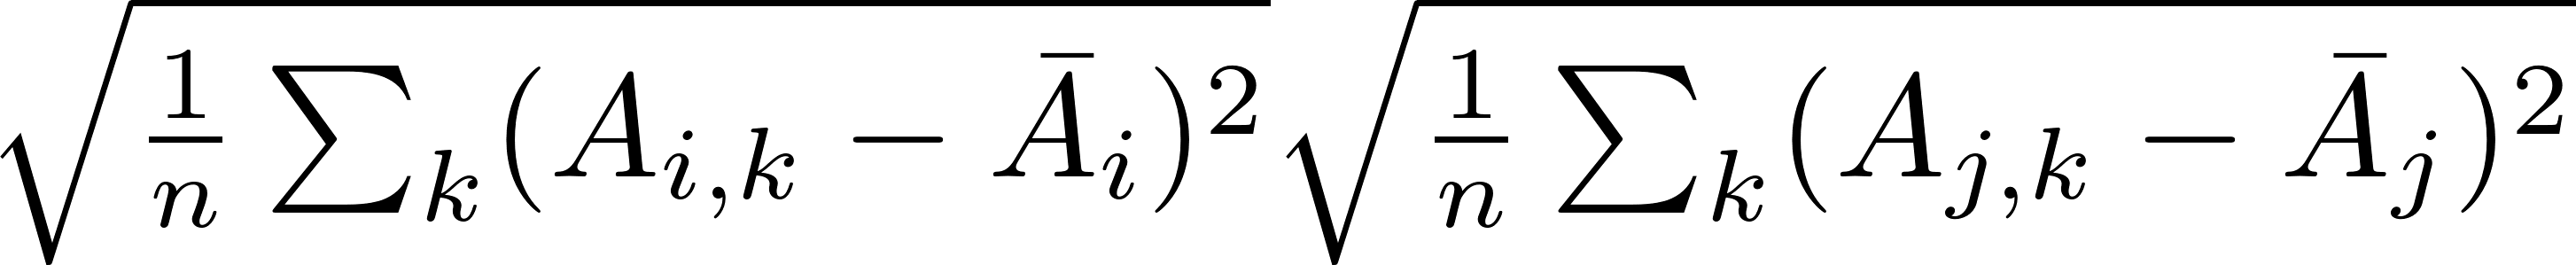 \sqrt{\frac{1}{n} \sum_k (A_{i,k} - \bar{A}_i)^2} \sqrt{\frac{1}{n} \sum_k (A_{j,k} - \bar{A}_j)^2}